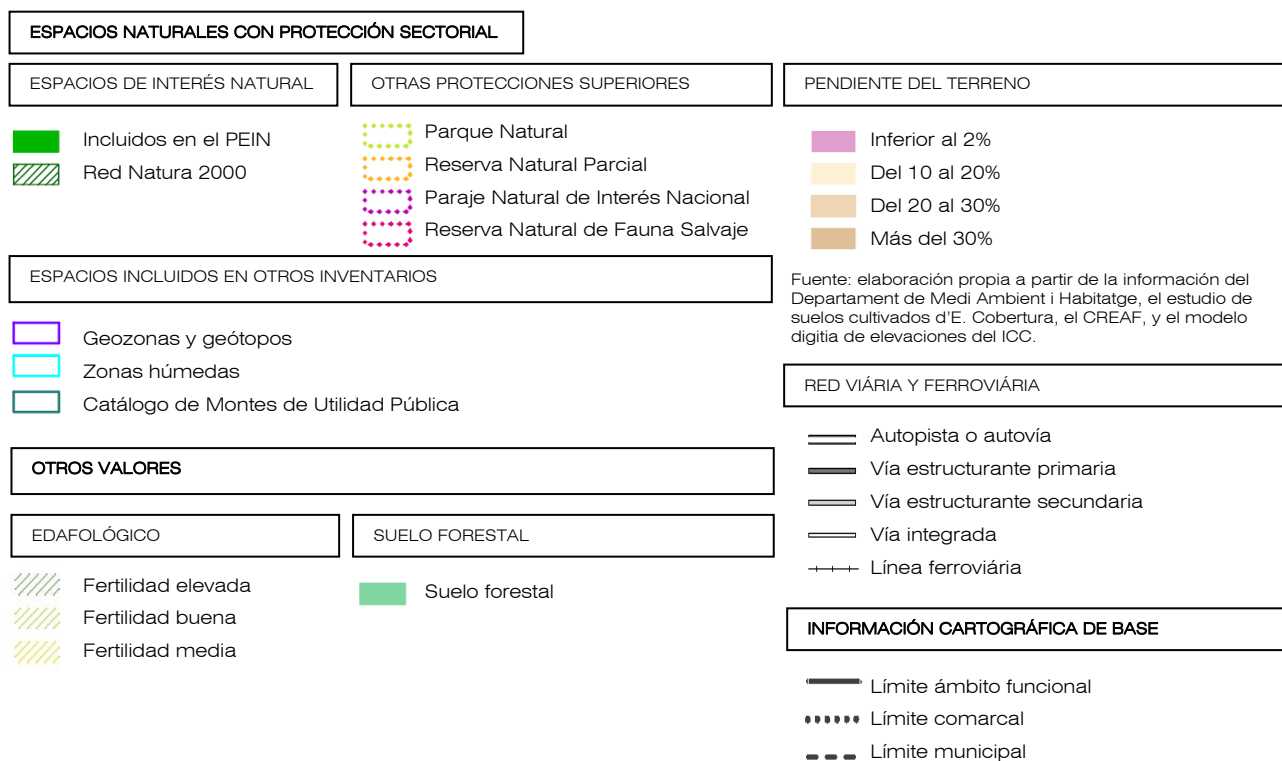 ESPACIOS NATURALES CON PROTECCIÓN SECTORIAL
ESPACIOS DE INTERÉS NATURAL
Incluidos en el PEIN
Red Natura 2000
OTRAS PROTECCIONES SUPERIORES
Parque Natural
Reserva Natural Parcial
Paraje Natural de Interés Nacional
Reserva Natural de Fauna Salvaje
ESPACIOS INCLUIDOS EN OTROS INVENTARIOS
Geozonas y geótopos
Zonas húmedas
Catálogo de Montes de Utilidad Pública
OTROS VALORES
EDAFOLÓGICO
Fertilidad elevada
Fertilidad buena
Fertilidad media
SUELO FORESTAL
Suelo forestal
PENDIENTE DEL TERRENO
Inferior al 2%
Del 10 al 20%
Del 20 al 30%
Más del 30%
Fuente: elaboración propia a partir de la información del
Departament de Medi Ambient i Habitatge, el estudio de
suelos cultivados d'E. Cobertura, el CREAF, y el modelo
digitia de elevaciones del ICC.
RED VIÁRIA Y FERROVIÁRIA
Autopista o autovía
Vía estructurante primaria
Vía estructurante secundaria
Vía integrada
Línea ferroviária
INFORMACIÓN CARTOGRÁFICA DE BASE
Límite ámbito funcional
Límite comarcal
Límite municipal